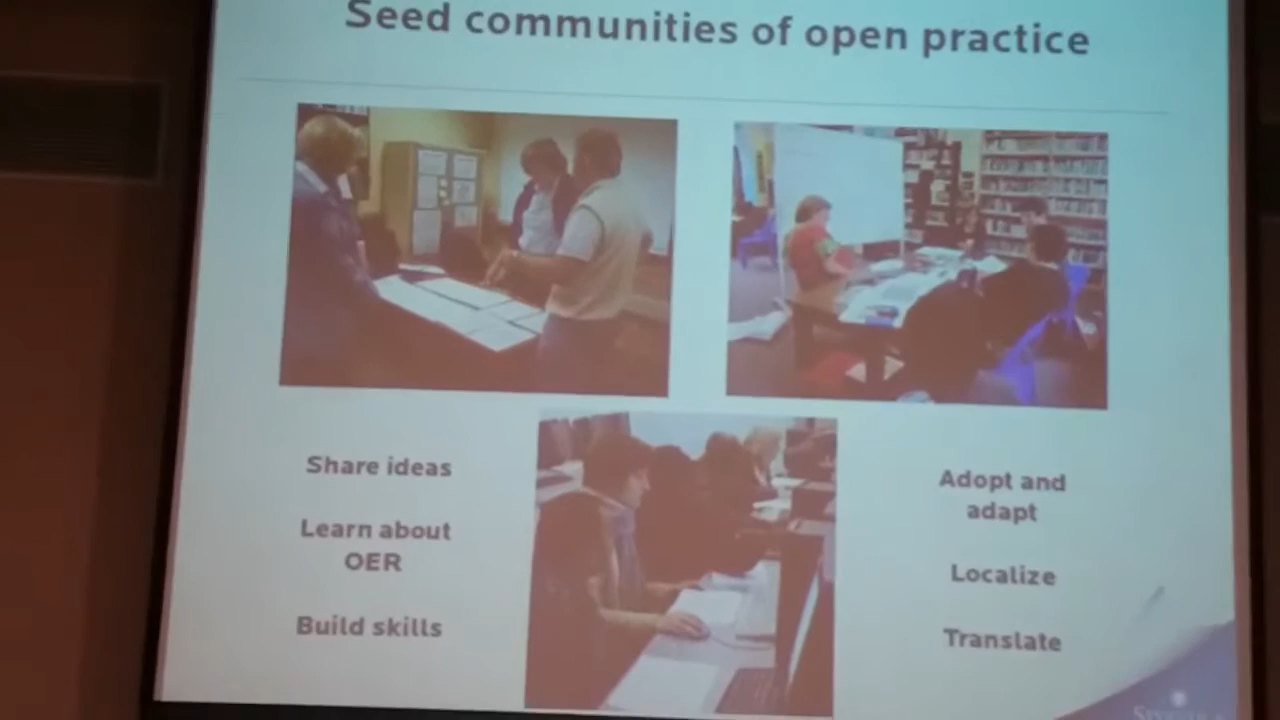 Seed communities of open practice
Share ideas
Learn about
OER
Build skills
Adopt and
adapt
Localize
Translate